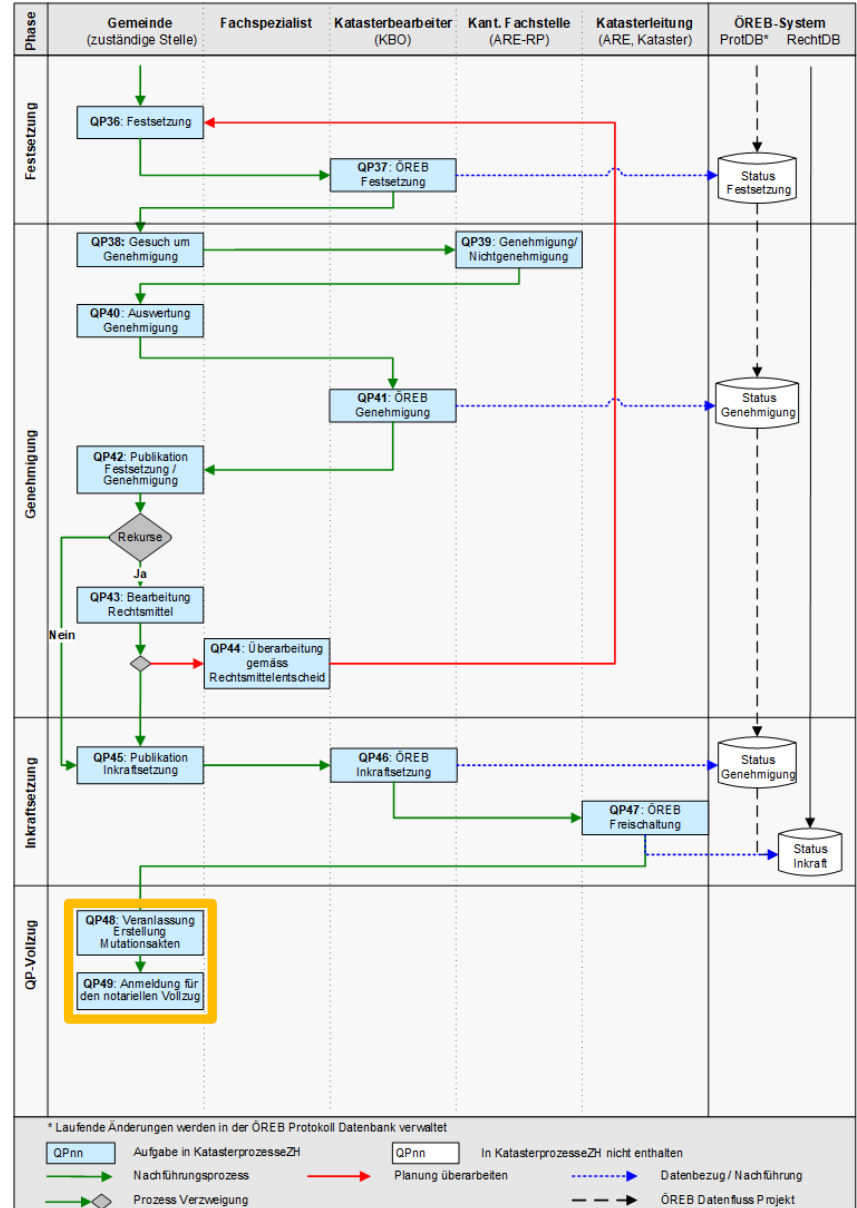 Phase
Gemeinde
(zuständige Stelle)
Fachspezialist
Katasterbearbeiter
(KBO)
Kant. Fachstelle
(ARE-RP)
Katasterleitung
(ARE, Kataster)
ÖREB-System
ProtDB* RechtDB
Festsetzung
QP36: Festsetzung
QP37: ÖREB
Festsetzung
Status
Festsetzung
Genehmigung
QP38: Gesuch um
Genehmigung
QP39: Genehmigung/
Nichtgenehmigung
QP40: Auswertung
Genehmigung
QP41: ÖREB
Genehmigung
Status
Genehmigung
QP42: Publikation
Festsetzung /
Genehmigung
Rekurse
Ja
Nein
QP43: Bearbeitung
Rechtsmittel
QP44: Überarbeitung
gemäss
Rechtsmittelentscheid
Inkraftsetzung
QP45: Publikation
Inkraftsetzung
QP46: ÖREB
Inkraftsetzung
Status
Genehmigung
QP47: ÖREB
Freischaltung
Status
Inkraft
QP-Vollzug
QP48: Veranlassung
Erstellung
Mutationsakten
QP49: Anmeldung für
den notariellen Vollzug
* Laufende Änderungen werden in der ÖREB Protokoll Datenbank verwaltet
QPnn Aufgabe in KatasterprozesseZH QPnn In KatasterprozesseZH nicht enthalten
Nachführungsprozess Planung überarbeiten Datenbezug / Nachführung
Prozess Verzweigung ÖREB Datenfluss Projekt